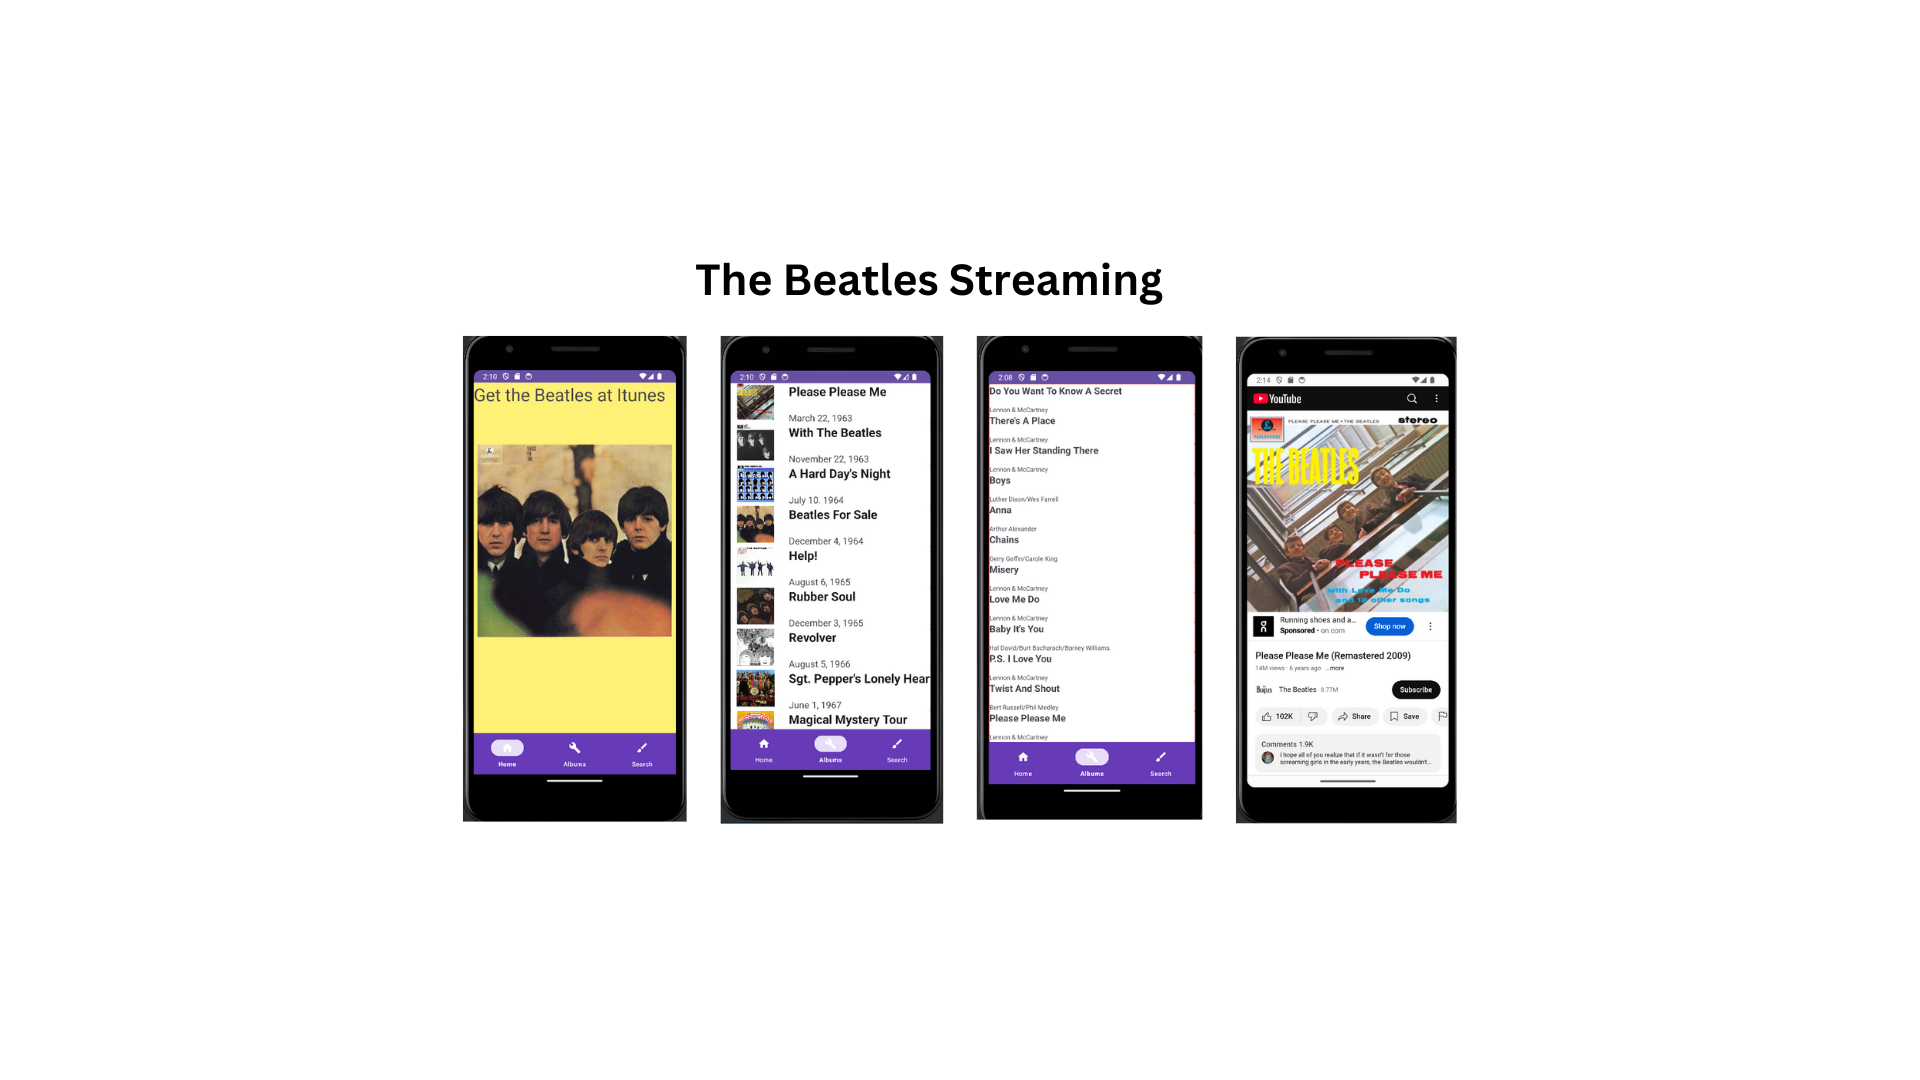 The Beatles Streaming
2:10
Get the Beatles at Itunes
Home
Albums
Search
2:10
Please Please Me
March 22, 1963
With The Beatles
November 22, 1963
A Hard Day's Night
July 10. 1964
Beatles For Sale
December 4, 1964
Help!
August 6, 1965
Rubber Soul
December 3, 1965
Revolver
August 5, 1966
Sgt. Pepper's Lonely Hear
June 1, 1967
Magical Mystery Tour
Home
Albums
Search
2:08
Do You Want To Know A Secret
Lennon & McCartney
There's A Place
Lennon & McCartney
I Saw Her Standing There
Lennon & McCartney
Boys
Luther Dixon/Wes Farrell
Anna
Arthur Alexander
Chains
Gerry Goffin/Carole King
Misery
Lennon & McCartney
Love Me Do
Lennon & McCartney
Baby It's You
Hal David/Burt Bacharach/Barney Williams
P.S. I Love You
Lennon & McCartney
Twist And Shout
Bert Russell/Phil Medley
Please Please Me
Lennon & McCartney
Home
Albums
Search
2:14
YouTube
PLEASE PLEASE ME • THE BEATLES
stereo
PARLOPHONE
THE BEATLES
PLEASE
PLEASE ME
with Love Me Do
and 12 other songs
Running shoes and a...
Sponsored · on.com
Shop now
Please Please Me (Remastered 2009)
14M views · 6 years ago ...more
The Beatles 8.77M
Subscribe
102K
Share
Save
Comments 1.9K
I hope all of you realize that if it wasn't for those
screaming girls in the early years, the Beatles wouldn't...